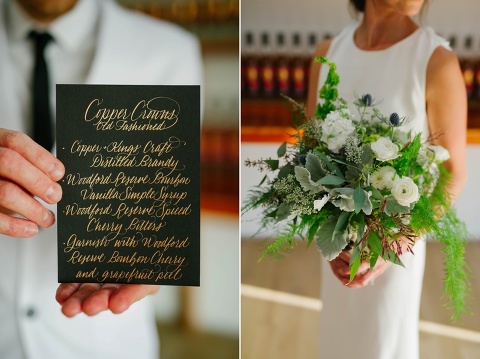 Copper Crowns
Old Fashioned
· Copper + Kings Craft
Distilled Brandy
· Woodford Reserve Bourbon
Vanilla Simple Syrup
· Woodford Reserve Spiced
Cherry Bitters
· Garnish with Woodford
Reserve Bourbon Cherry
and grapefruit peel